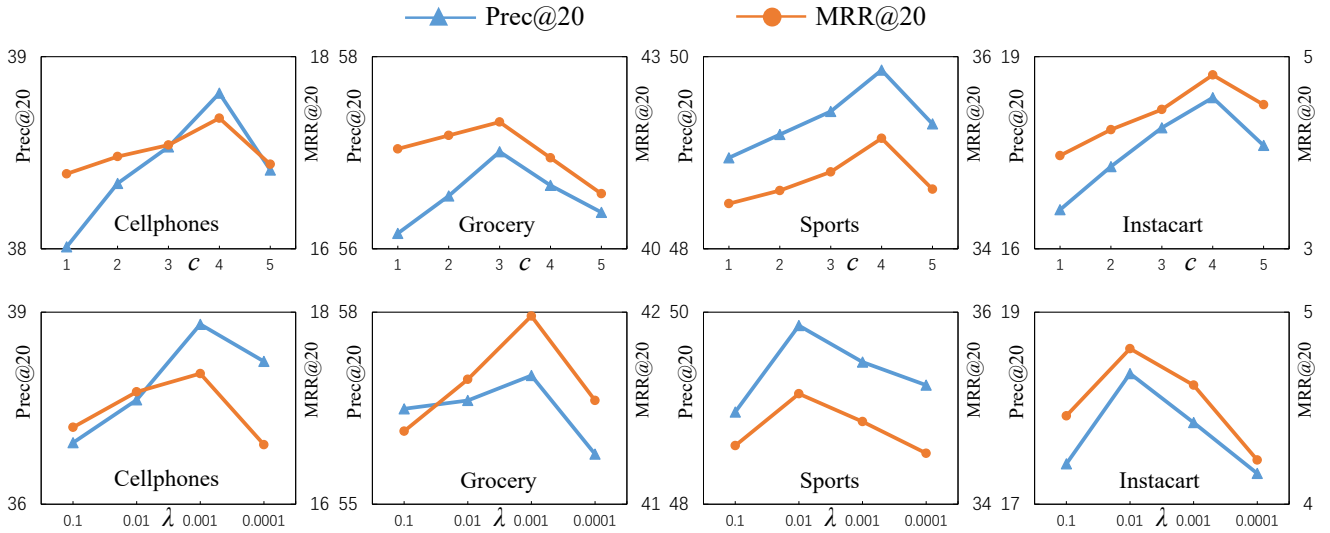 Prec@20 MRR@20
39 18 58 43 50 36 19 5
Prec@20 MRR@20 Prec@20 MRR@20 Prec@20 MRR@20 Prec@20 MRR@20
Cellphones Grocery Sports Instacart
38 16 56 40 48 34 16 3
1 2 3 c 4 5 1 2 3 c 4 5 1 2 3 c 4 5 1 2 3 c 4 5
39 18 58 42 50 36 19 5
Prec@20 MRR@20 Prec@20 MRR@20 Prec@20 MRR@20 Prec@20 MRR@20
Cellphones Grocery Sports Instacart
36 16 55 41 48 34 17 4
0.1 0.01 λ 0.001 0.0001 0.1 0.01 λ 0.001 0.0001 0.1 0.01 λ 0.001 0.0001 0.1 0.01 λ 0.001 0.0001